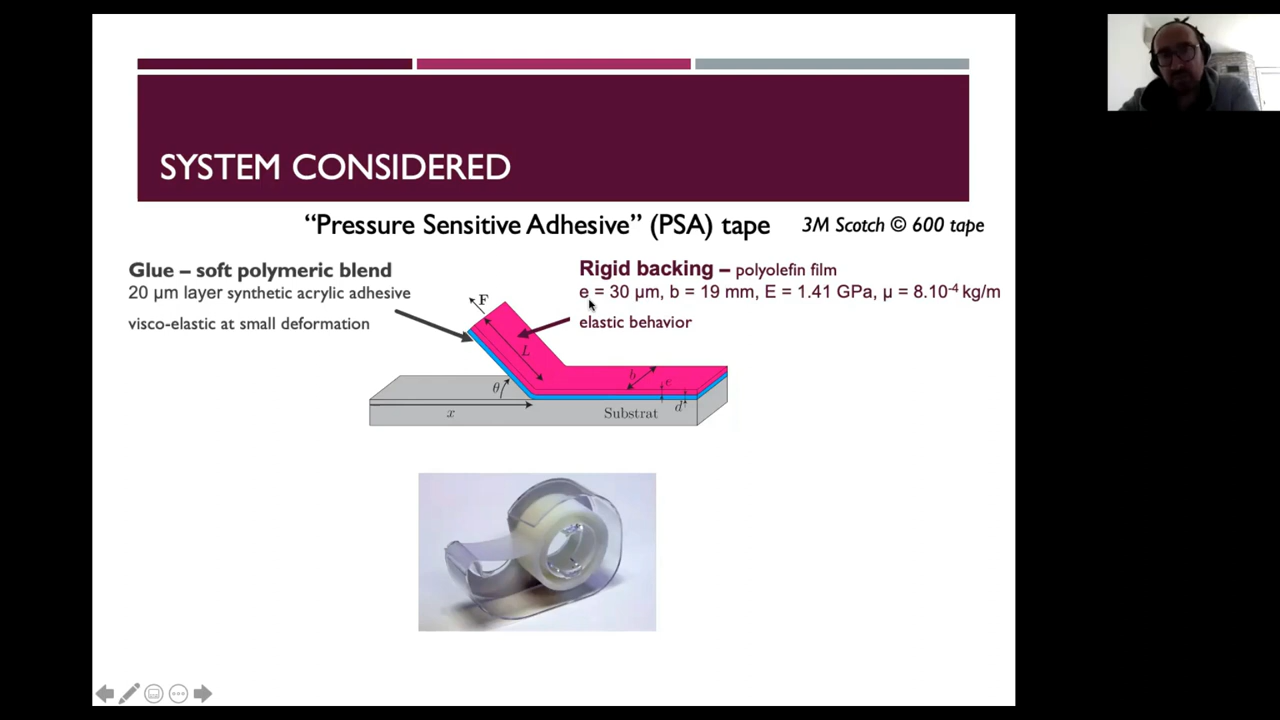 SYSTEM CONSIDERED
“Pressure Sensitive Adhesive” (PSA) tape 3M Scotch © 600 tape
Glue – soft polymeric blend
20 μm layer synthetic acrylic adhesive
visco-elastic at small deformation
Rigid backing – polyolefin film
e = 30 μm, b = 19 mm, E = 1.41 GPa, μ = 8.10⁻⁴ kg/m
elastic behavior
F
L
b
e
θ
d
x
Substrat